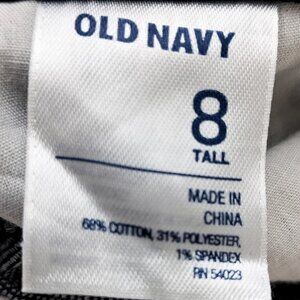 OLD NAVY
8
TALL
MADE IN
CHINA
68% COTTON, 31% POLYESTER,
1% SPANDEX
RN 54023